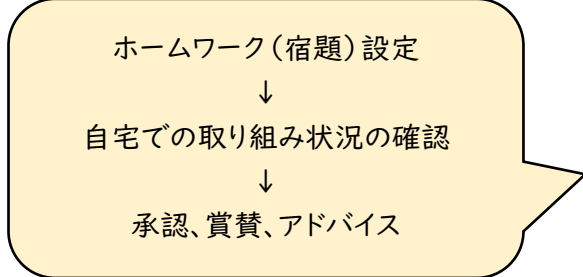 ホームワーク（宿題）設定
↓
自宅での取り組み状況の確認
↓
承認、賞賛、アドバイス